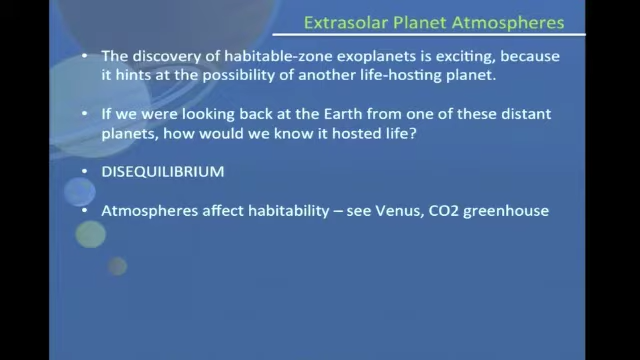 Extrasolar Planet Atmospheres
• The discovery of habitable-zone exoplanets is exciting, because
it hints at the possibility of another life-hosting planet.
• If we were looking back at the Earth from one of these distant
planets, how would we know it hosted life?
• DISEQUILIBRIUM
• Atmospheres affect habitability – see Venus, CO2 greenhouse